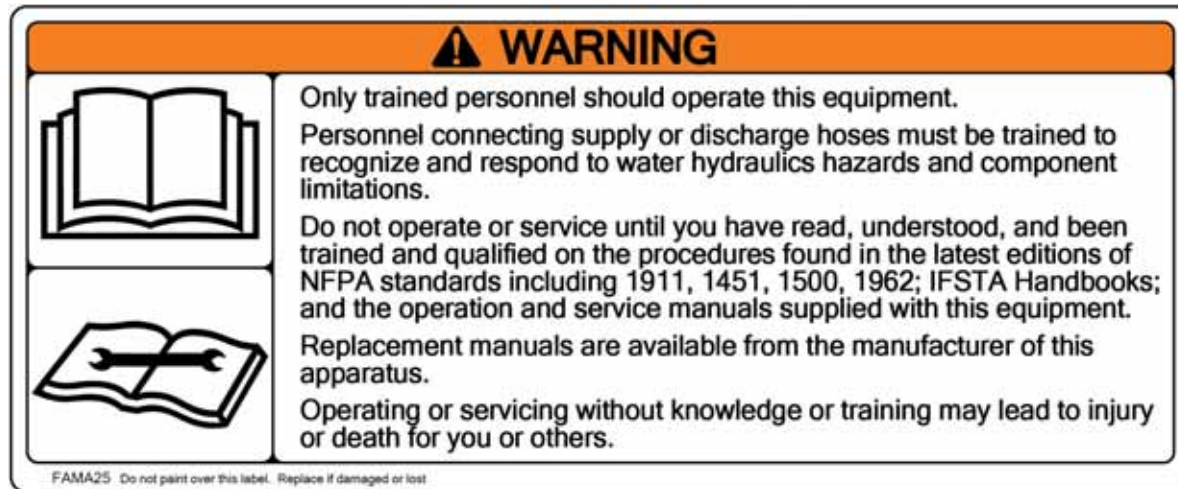 WARNING
Only trained personnel should operate this equipment.
Personnel connecting supply or discharge hoses must be trained to
recognize and respond to water hydraulics hazards and component
limitations.
Do not operate or service until you have read, understood, and been
trained and qualified on the procedures found in the latest editions of
NFPA standards including 1911, 1451, 1500, 1962; IFSTA Handbooks;
and the operation and service manuals supplied with this equipment.
Replacement manuals are available from the manufacturer of this
apparatus.
Operating or servicing without knowledge or training may lead to injury
or death for you or others.
FAMA25 Do not paint over this label. Replace if damaged or lost